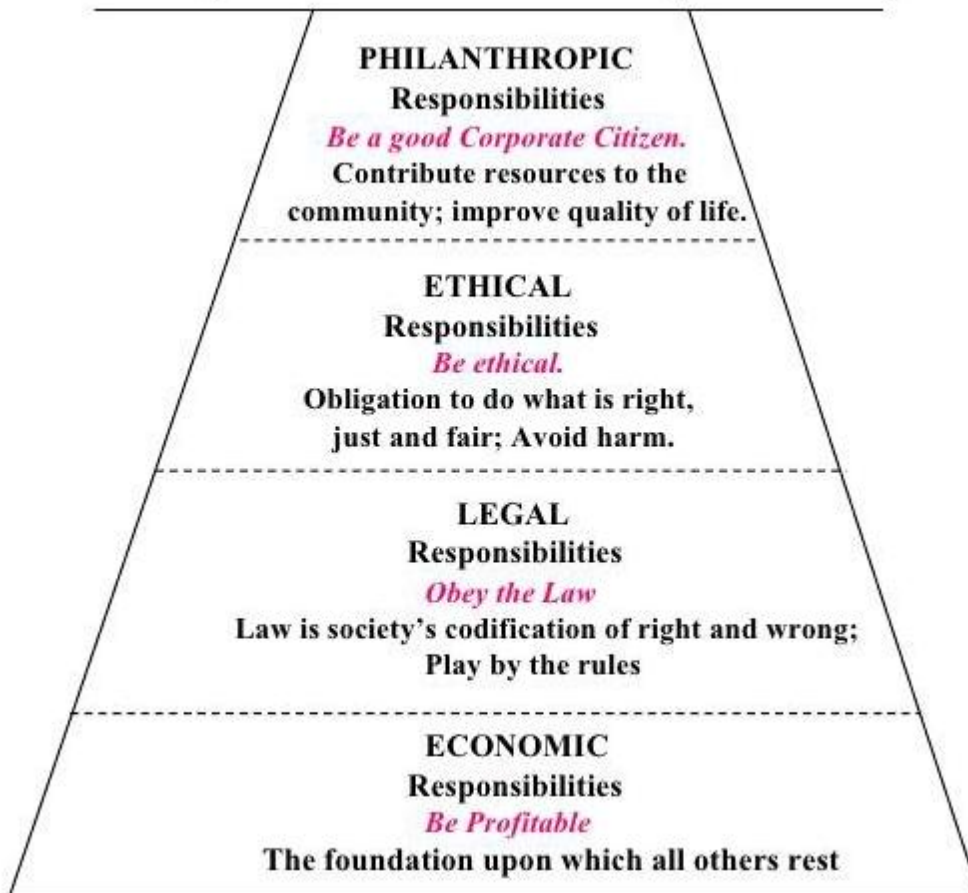 PHILANTHROPIC
Responsibilities
Be a good Corporate Citizen.
Contribute resources to the
community; improve quality of life.
ETHICAL
Responsibilities
Be ethical.
Obligation to do what is right,
just and fair; Avoid harm.
LEGAL
Responsibilities
Obey the Law
Law is society's codification of right and wrong;
Play by the rules
ECONOMIC
Responsibilities
Be Profitable
The foundation upon which all others rest